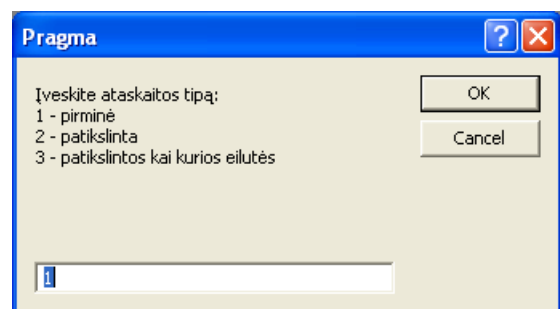 Pragma
Įveskite ataskaitos tipą:
1 - pirminė
2 - patikslinta
3 - patikslintos kai kurios eilutės
OK
Cancel
1